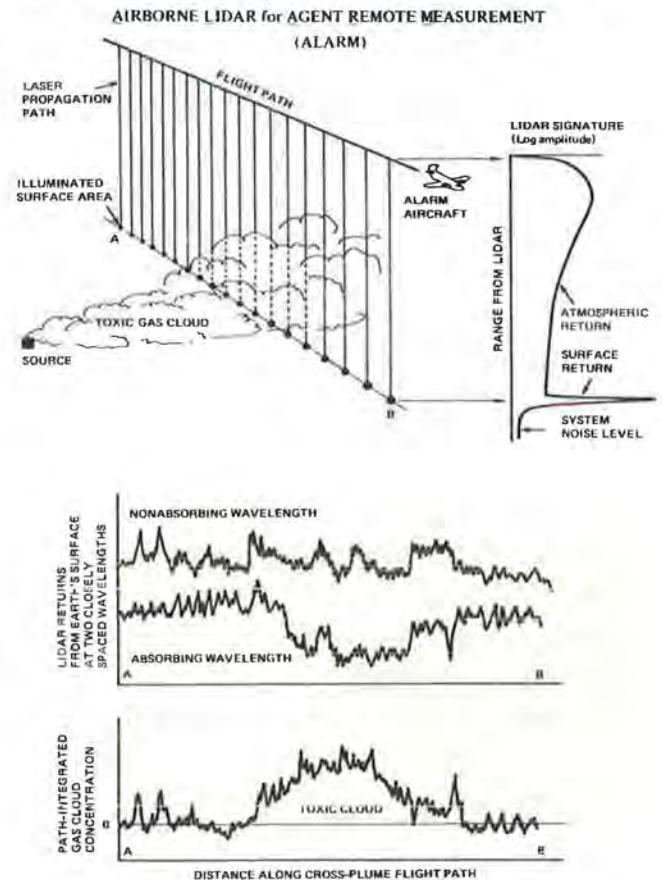 AIRBORNE LIDAR for AGENT REMOTE MEASUREMENT
(ALARM)
LASER
PROPAGATION
PATH
FLIGHT PATH
LIDAR SIGNATURE
(Log amplitude)
ILLUMINATED
SURFACE AREA
A
ALARM
AIRCRAFT
RANGE FROM LIDAR
TOXIC GAS CLOUD
SOURCE
ATMOSPHERIC
RETURN
SURFACE
RETURN
B
SYSTEM
NOISE LEVEL
LIDAR RETURNS
FROM EARTH'S SURFACE
AT TWO CLOSELY
SPACED WAVELENGTHS
NONABSORBING WAVELENGTH
ABSORBING WAVELENGTH
A
B
PATH-INTEGRATED
GAS CLOUD
CONCENTRATION
0
TOXIC CLOUD
A
B
DISTANCE ALONG CROSS-PLUME FLIGHT PATH